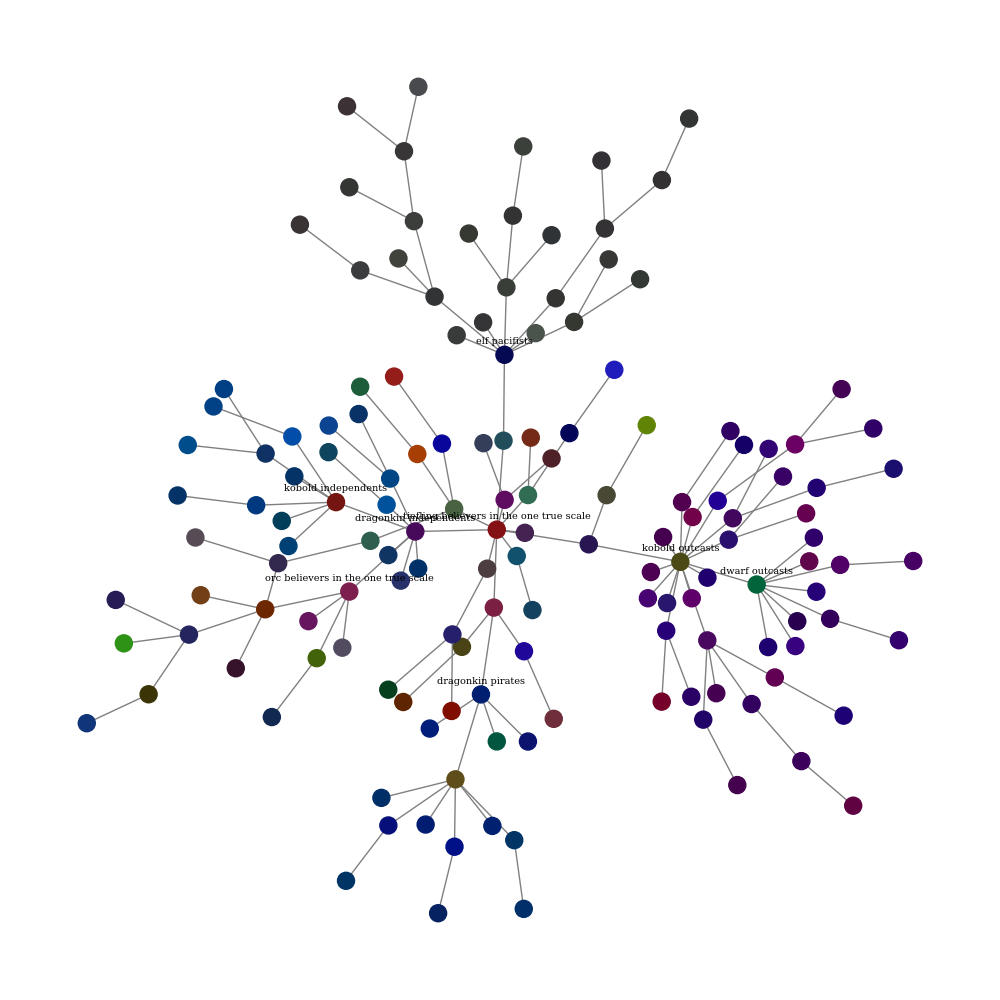 elf pacifists
kobold independents
dragonkin independents
believers in the one true scale
kobold outcasts
dwarf outcasts
orc believers in the one true scale
dragonkin pirates